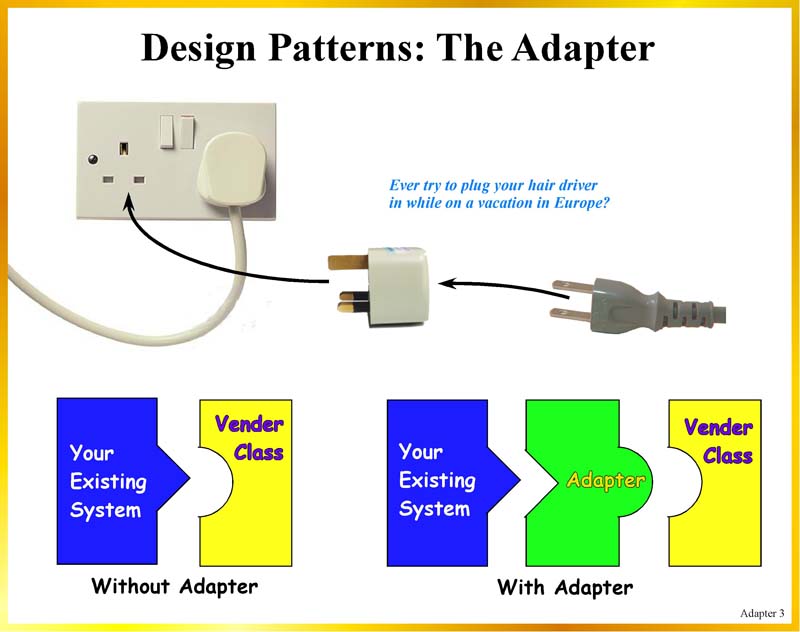 Design Patterns: The Adapter
Ever try to plug your hair driver
in while on a vacation in Europe?
Your
Existing
System
Vender
Class
Without Adapter
Your
Existing
System
Adapter
Vender
Class
With Adapter
Adapter 3